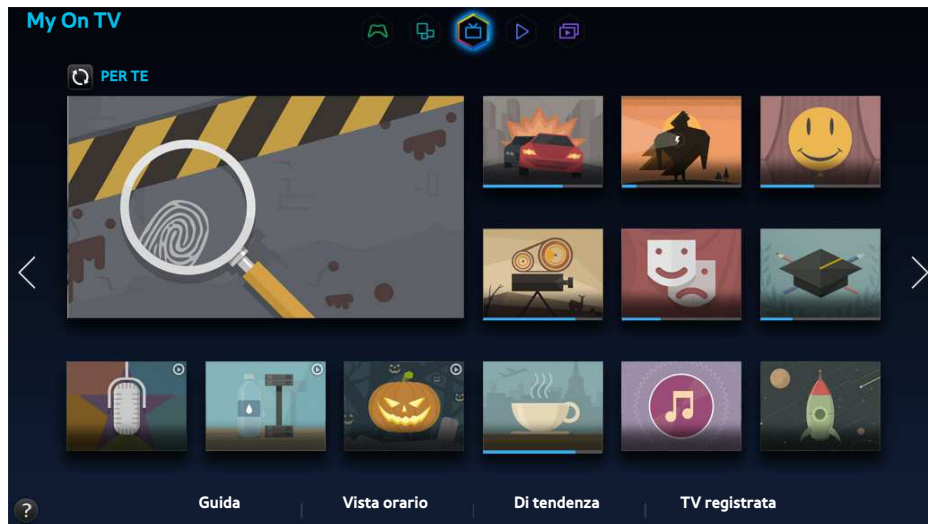 My On TV
PER TE
?
Guida
Vista orario
Di tendenza
TV registrata